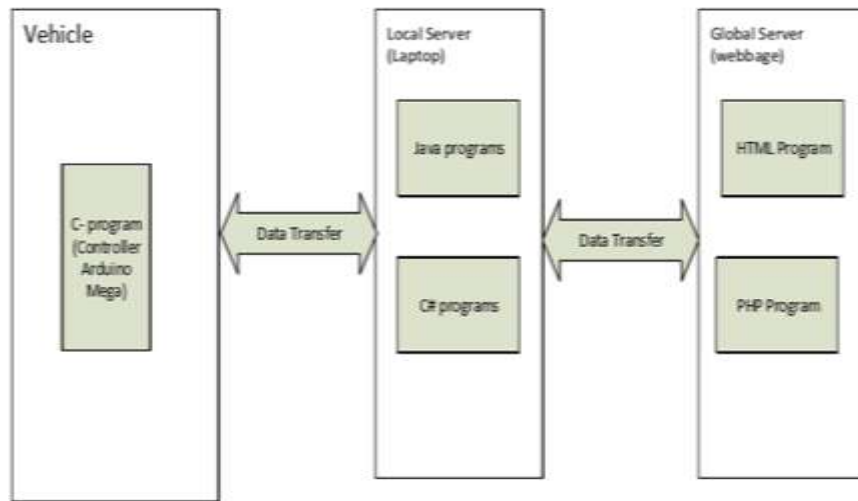 Vehicle
C- program
(Controller
Arduino
Mega)
Data Transfer
Local Server
(Laptop)
Java programs
C# programs
Data Transfer
Global Server
(webbage)
HTML Program
PHP Program